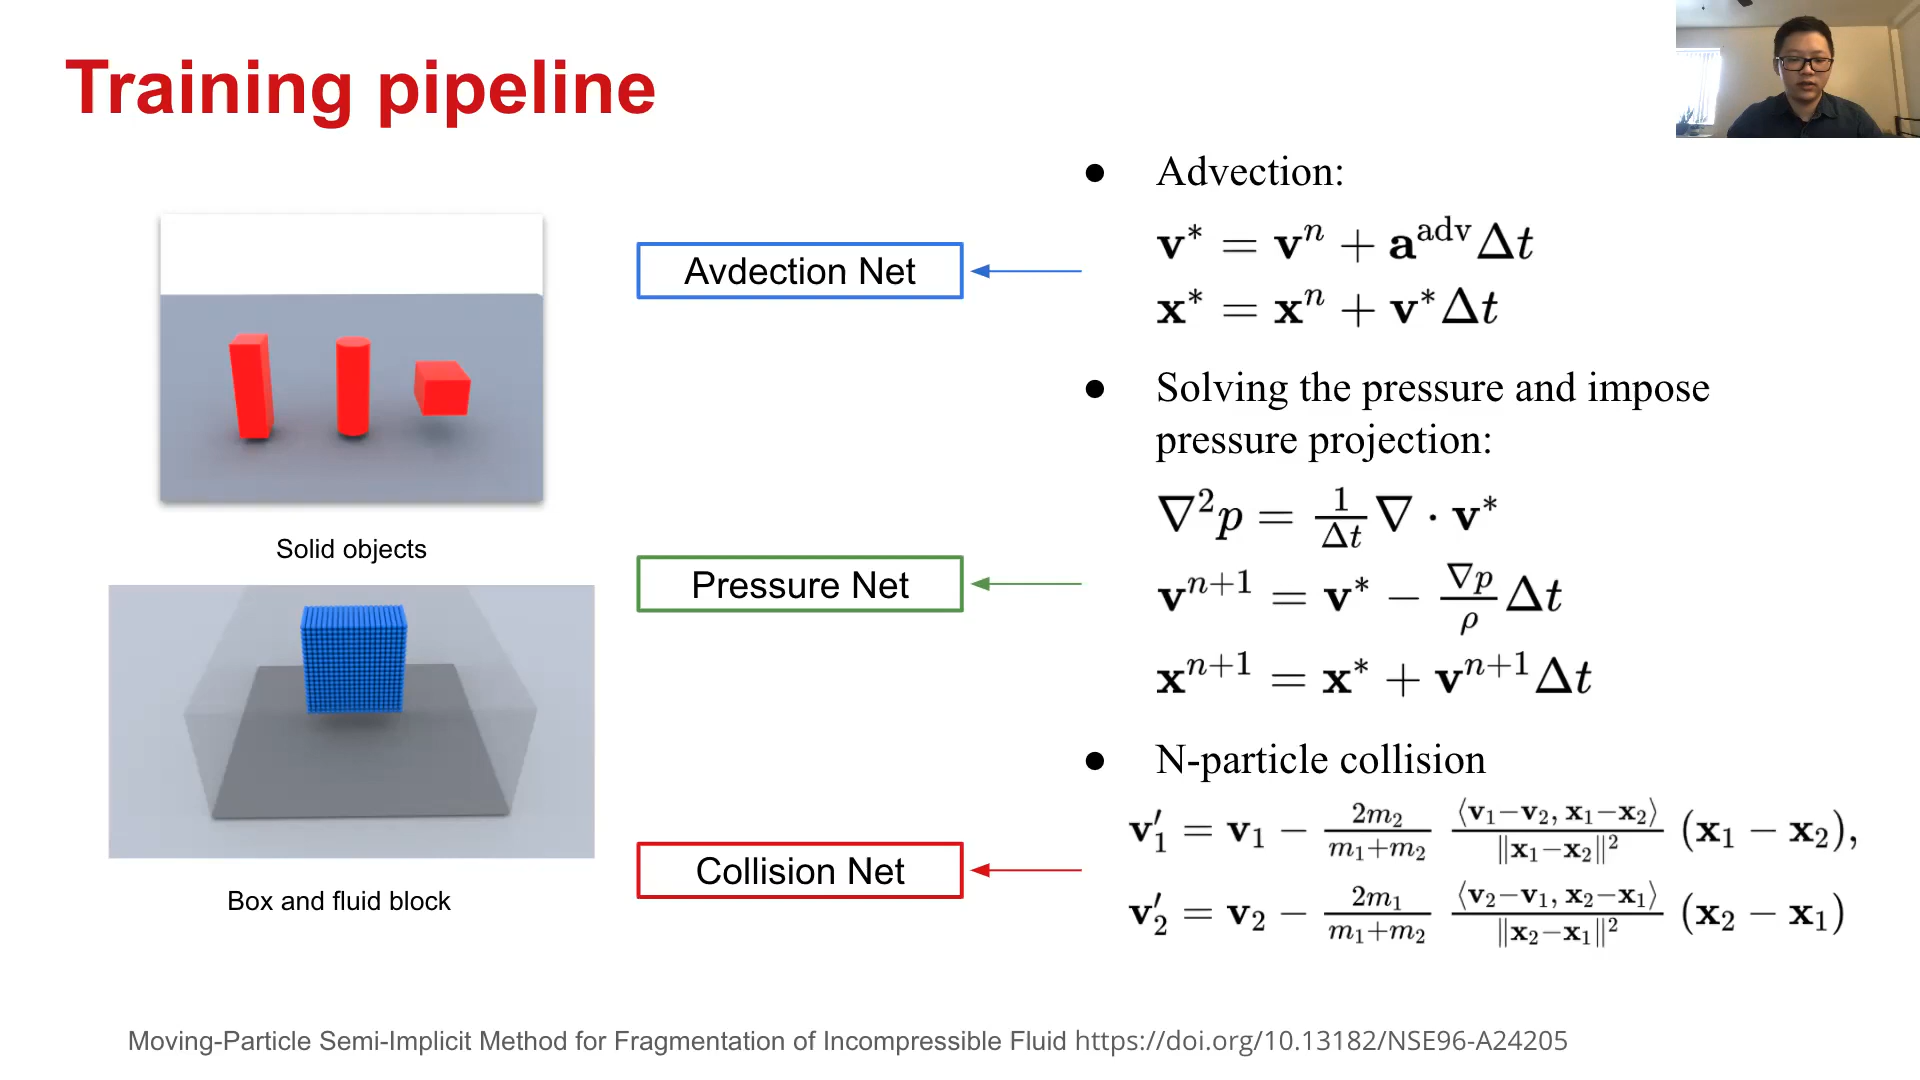 Training pipeline
Solid objects
Box and fluid block
Avdection Net
Pressure Net
Collision Net
● Advection:
v* = vⁿ + aᵃᵈᵛΔt
x* = xⁿ + v*Δt
● Solving the pressure and impose
pressure projection:
∇²p = 1/Δt ∇ · v*
vⁿ⁺¹ = v* − ∇p/ρ Δt
xⁿ⁺¹ = x* + vⁿ⁺¹Δt
● N-particle collision
v′₁ = v₁ − 2m₂/(m₁+m₂) ⟨v₁−v₂, x₁−x₂⟩/‖x₁−x₂‖² (x₁ − x₂),
v′₂ = v₂ − 2m₁/(m₁+m₂) ⟨v₂−v₁, x₂−x₁⟩/‖x₂−x₁‖² (x₂ − x₁)
Moving-Particle Semi-Implicit Method for Fragmentation of Incompressible Fluid https://doi.org/10.13182/NSE96-A24205